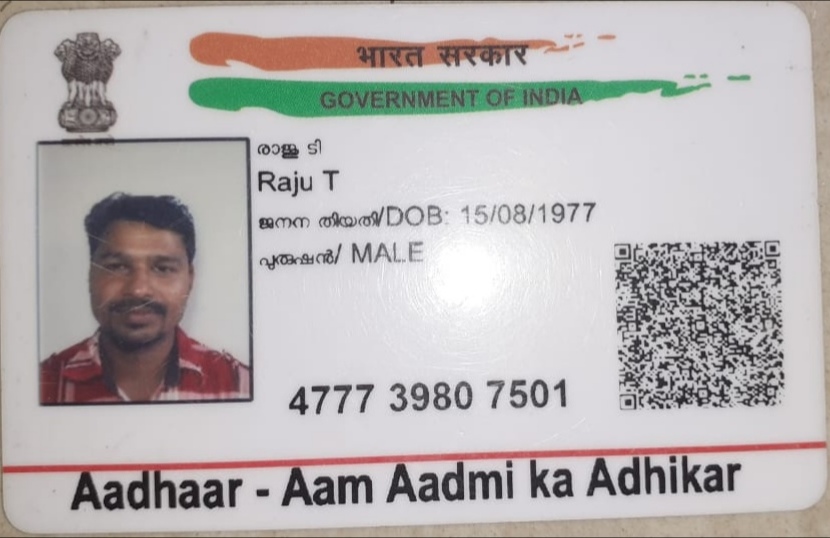 भारत सरकार
GOVERNMENT OF INDIA
രാജു ടി
Raju T
ജനന തിയതി/DOB: 15/08/1977
പുരുഷൻ/ MALE
4777 3980 7501
Aadhaar - Aam Aadmi ka Adhikar